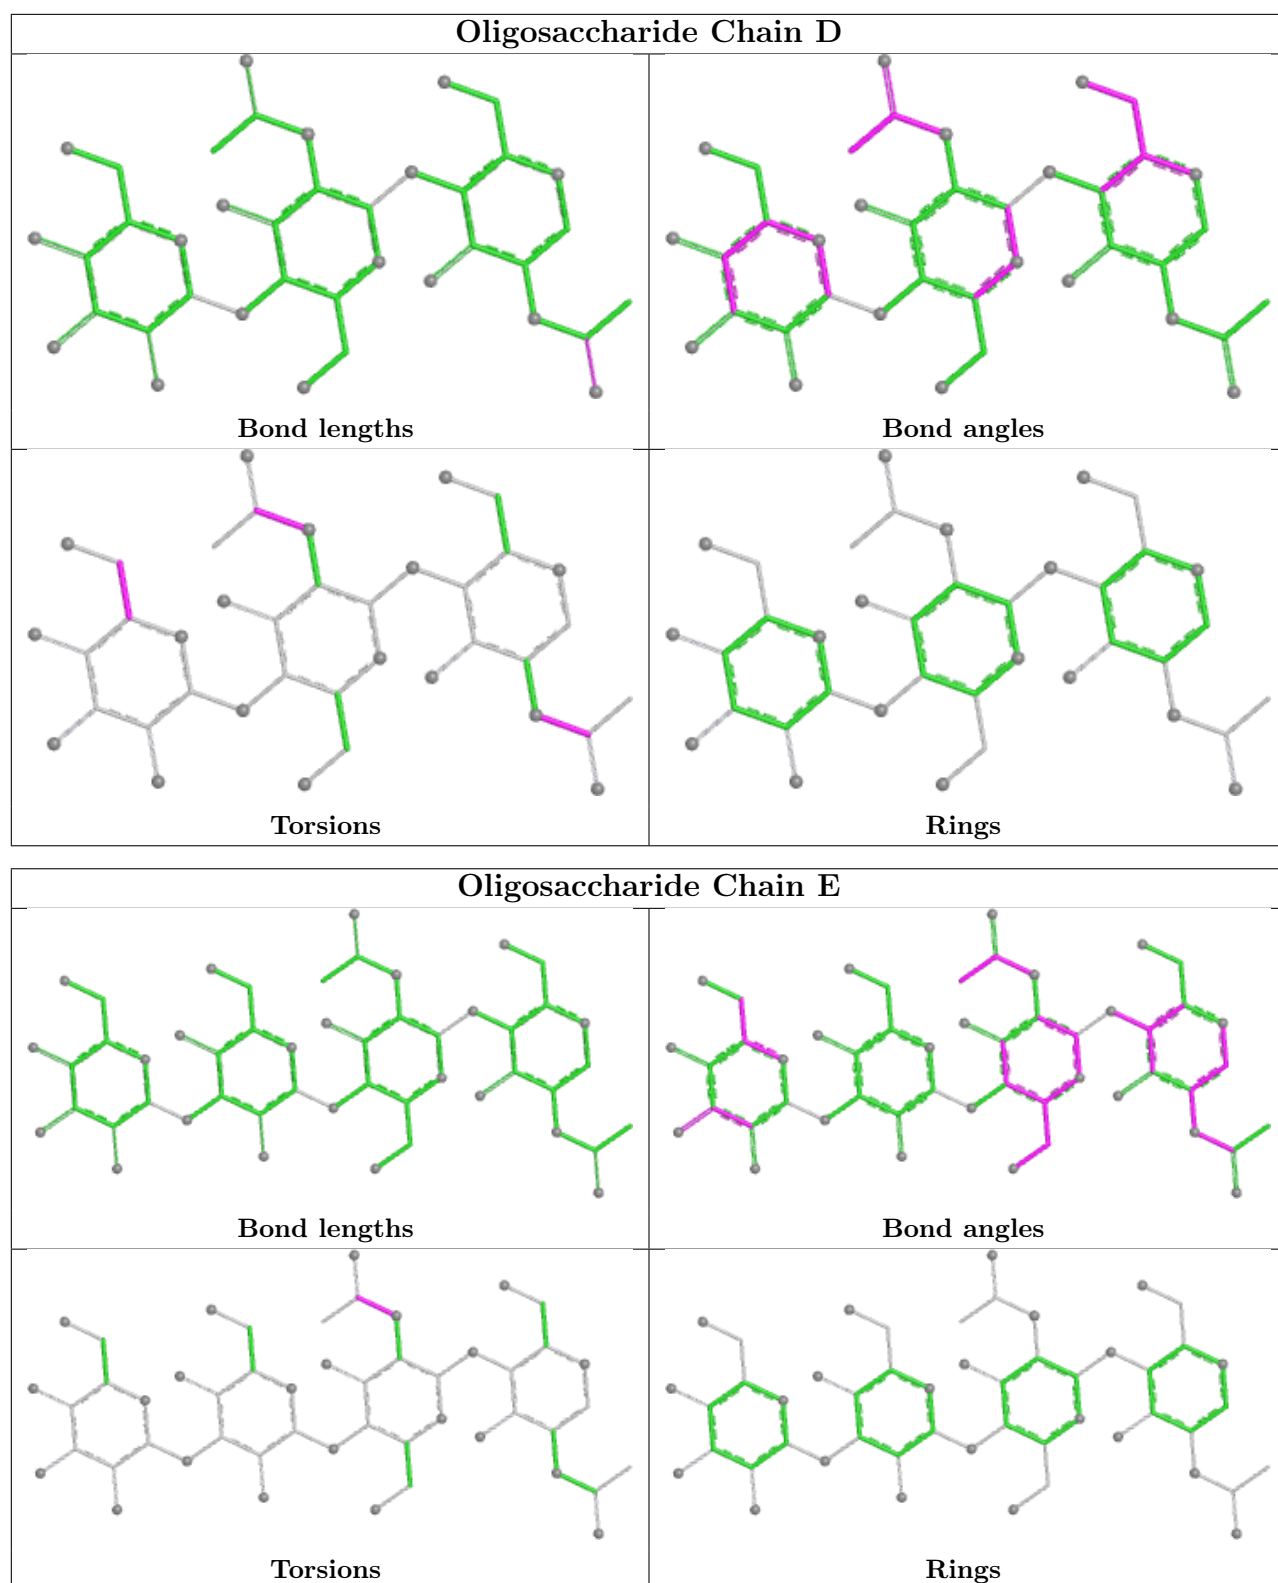 Oligosaccharide Chain D
Bond lengths
Bond angles
Torsions
Rings
Oligosaccharide Chain E
Bond lengths
Bond angles
Torsions
Rings